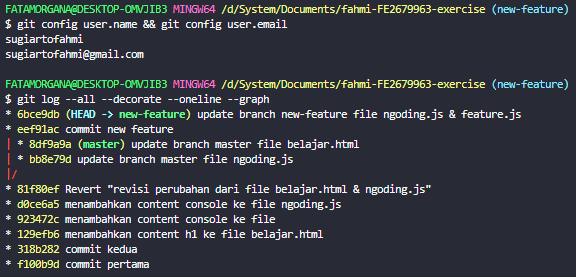 FATAMORGANA@DESKTOP-OMVJIB3 MINGW64 /d/System/Documents/fahmi-FE2679963-exercise (new-feature)
$ git config user.name && git config user.email
sugiartofahmi
sugiartofahmi@gmail.com

FATAMORGANA@DESKTOP-OMVJIB3 MINGW64 /d/System/Documents/fahmi-FE2679963-exercise (new-feature)
$ git log --all --decorate --oneline --graph
* 6bce9db (HEAD -> new-feature) update branch new-feature file ngoding.js & feature.js
* eef91ac commit new feature
| * 8df9a9a (master) update branch master file belajar.html
| * bb8e79d update branch master file ngoding.js
|/
* 81f80ef Revert "revisi perubahan dari file belajar.html & ngoding.js"
* d0ce6a5 menambahkan content console ke file ngoding.js
* 923472c menambahkan content console ke file
* 129efb6 menambahkan content h1 ke file belajar.html
* 318b282 commit kedua
* f100b9d commit pertama